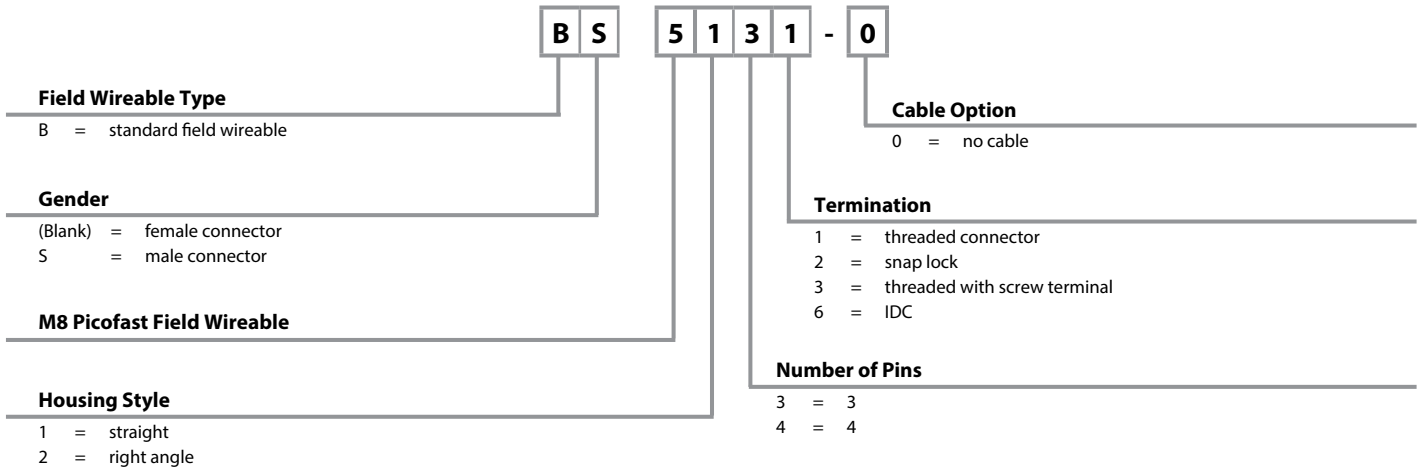 B S 5 1 3 1 - 0
Field Wireable Type
B = standard field wireable
Gender
(Blank) = female connector
S = male connector
M8 Picofast Field Wireable
Housing Style
1 = straight
2 = right angle
Cable Option
0 = no cable
Termination
1 = threaded connector
2 = snap lock
3 = threaded with screw terminal
6 = IDC
Number of Pins
3 = 3
4 = 4